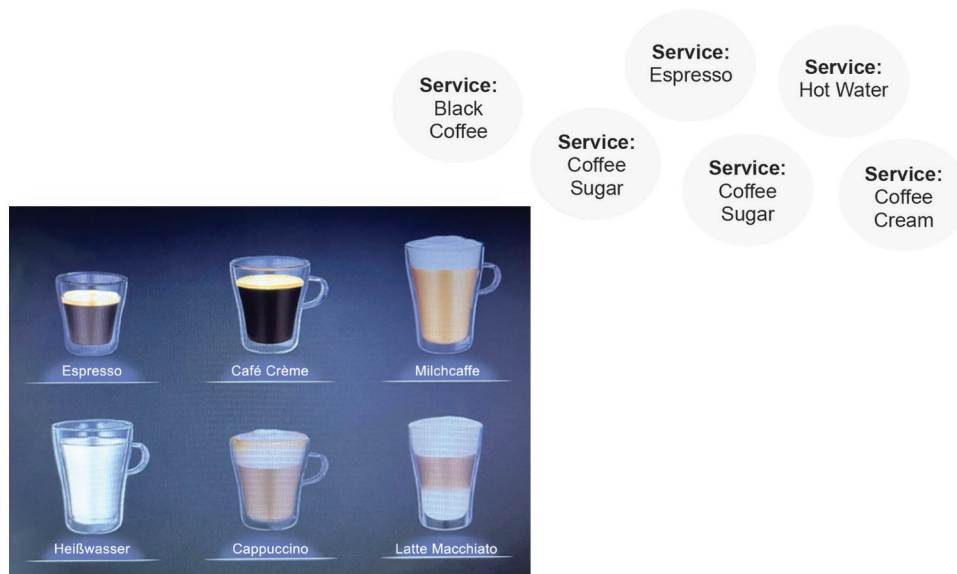 Service:
Black
Coffee
Service:
Espresso
Service:
Hot Water
Service:
Coffee
Sugar
Service:
Coffee
Sugar
Service:
Coffee
Cream
Espresso
Café Crème
Milchcaffe
Heißwasser
Cappuccino
Latte Macchiato